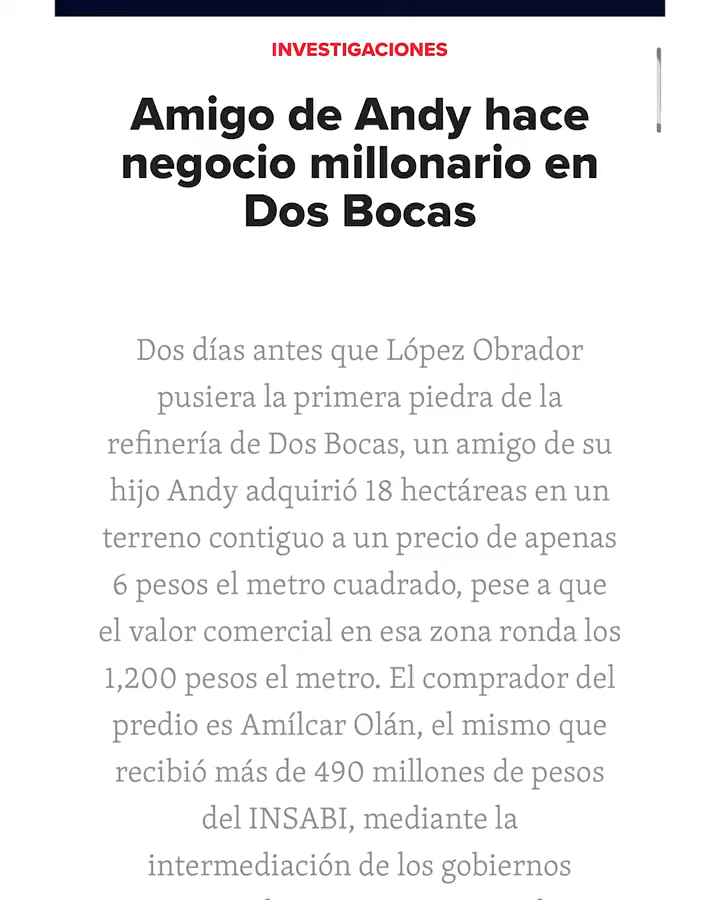 INVESTIGACIONES
Amigo de Andy hace
negocio millonario en
Dos Bocas
Dos días antes que López Obrador
pusiera la primera piedra de la
refinería de Dos Bocas, un amigo de su
hijo Andy adquirió 18 hectáreas en un
terreno contiguo a un precio de apenas
6 pesos el metro cuadrado, pese a que
el valor comercial en esa zona ronda los
1,200 pesos el metro. El comprador del
predio es Amílcar Olán, el mismo que
recibió más de 490 millones de pesos
del INSABI, mediante la
intermediación de los gobiernos